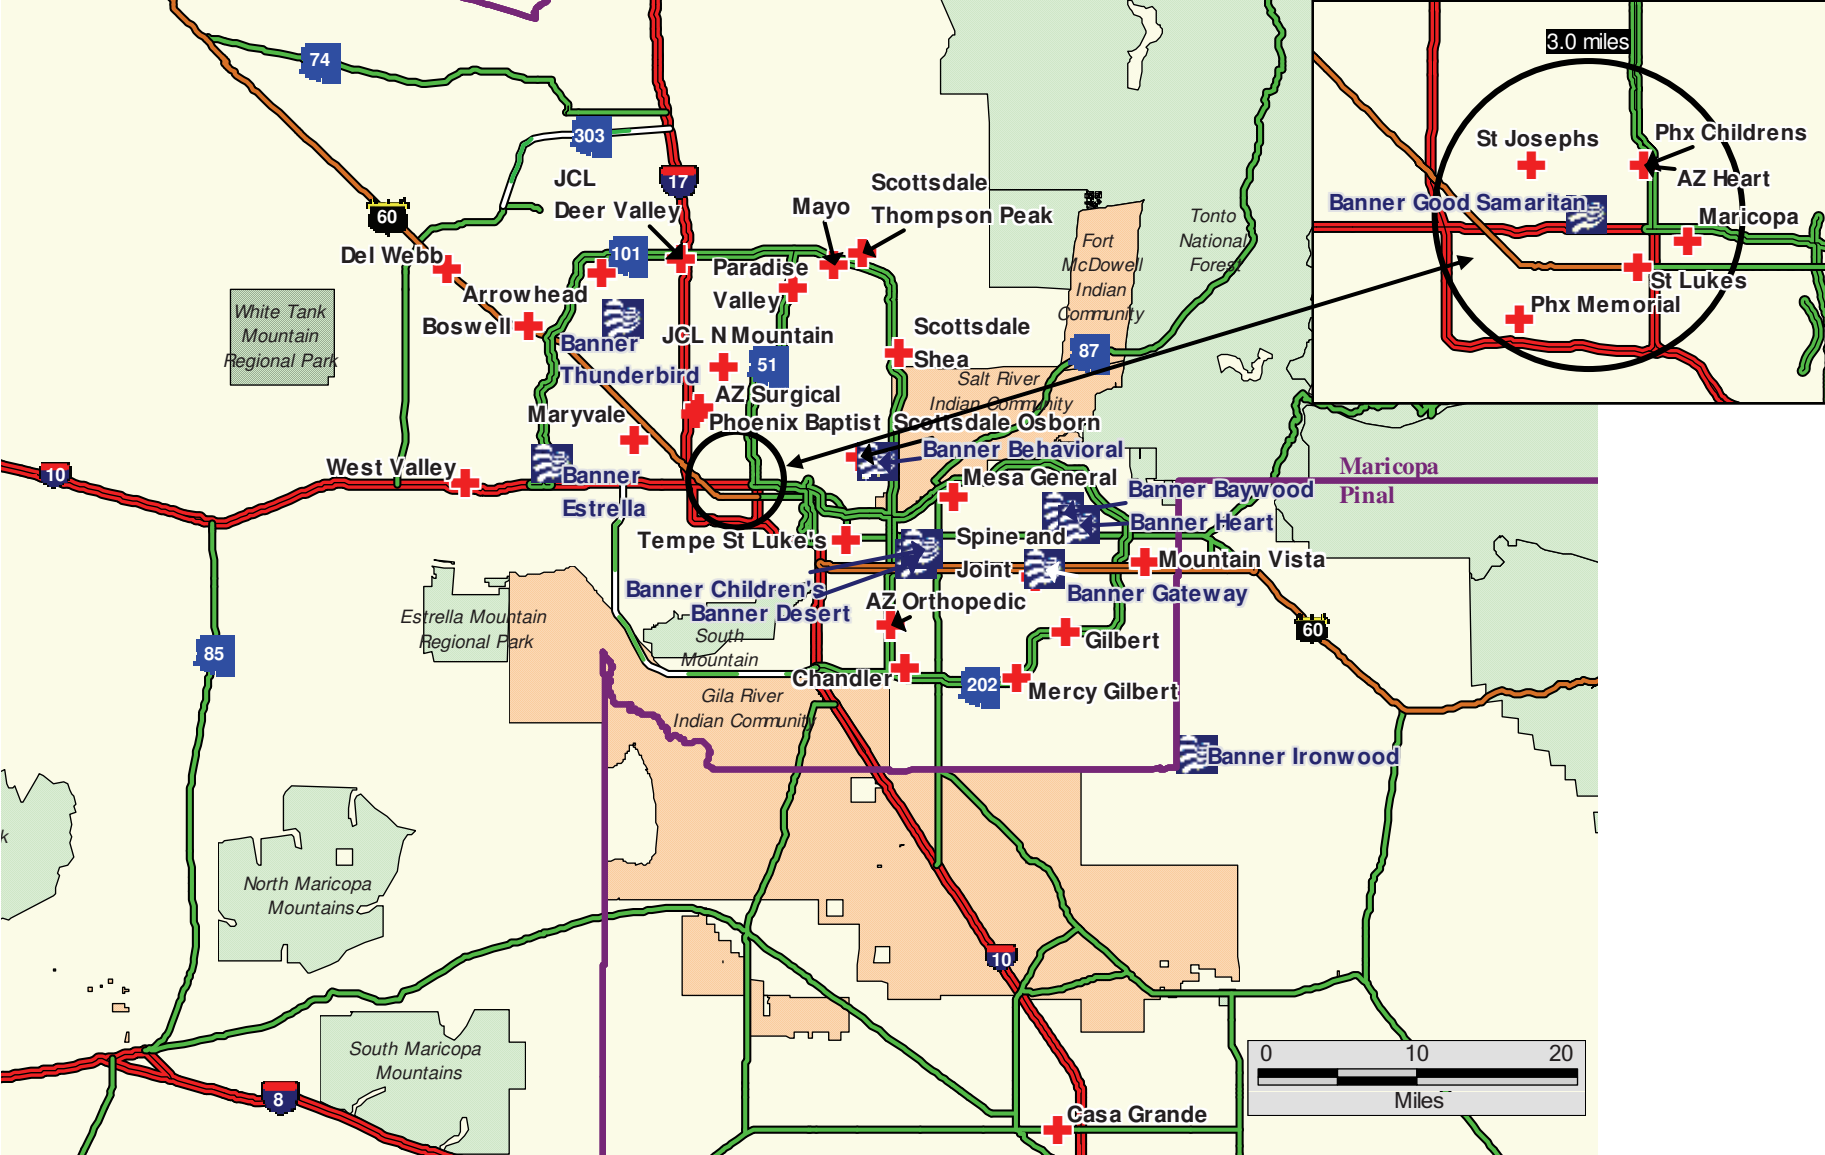 74
303
17
60
JCL
Deer Valley
Mayo
Scottsdale
Thompson Peak
Tonto
National
Forest
Fort
McDowell
Indian
Community
Del Webb
101
Arrowhead
Paradise
Valley
Boswell
White Tank
Mountain
Regional Park
Banner
Thunderbird
JCL N Mountain
51
Scottsdale
Shea
87
Salt River
Indian Community
AZ Surgical
Maryvale
Phoenix Baptist
Scottsdale Osborn
Banner Behavioral
10
West Valley
Banner
Estrella
Mesa General
Maricopa
Pinal
Banner Baywood
Banner Heart
Tempe St Luke's
Spine and
Joint
Mountain Vista
Banner Children's
Banner Desert
AZ Orthopedic
Banner Gateway
Estrella Mountain
Regional Park
South
Mountain
Gilbert
60
85
Chandler
202
Mercy Gilbert
Gila River
Indian Community
Banner Ironwood
k
North Maricopa
Mountains
10
South Maricopa
Mountains
8
Casa Grande
0 10 20
Miles
3.0 miles
St Josephs
Phx Childrens
AZ Heart
Banner Good Samaritan
Maricopa
St Lukes
Phx Memorial